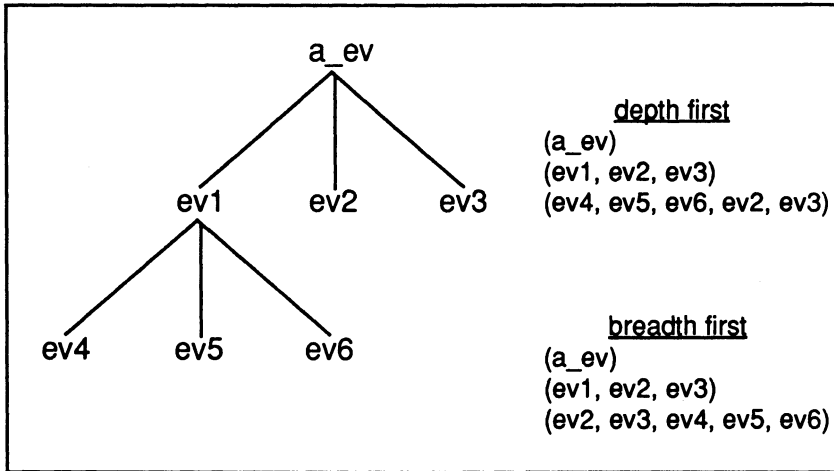 a_ev
ev1 ev2 ev3
ev4 ev5 ev6
depth first
(a_ev)
(ev1, ev2, ev3)
(ev4, ev5, ev6, ev2, ev3)
breadth first
(a_ev)
(ev1, ev2, ev3)
(ev2, ev3, ev4, ev5, ev6)